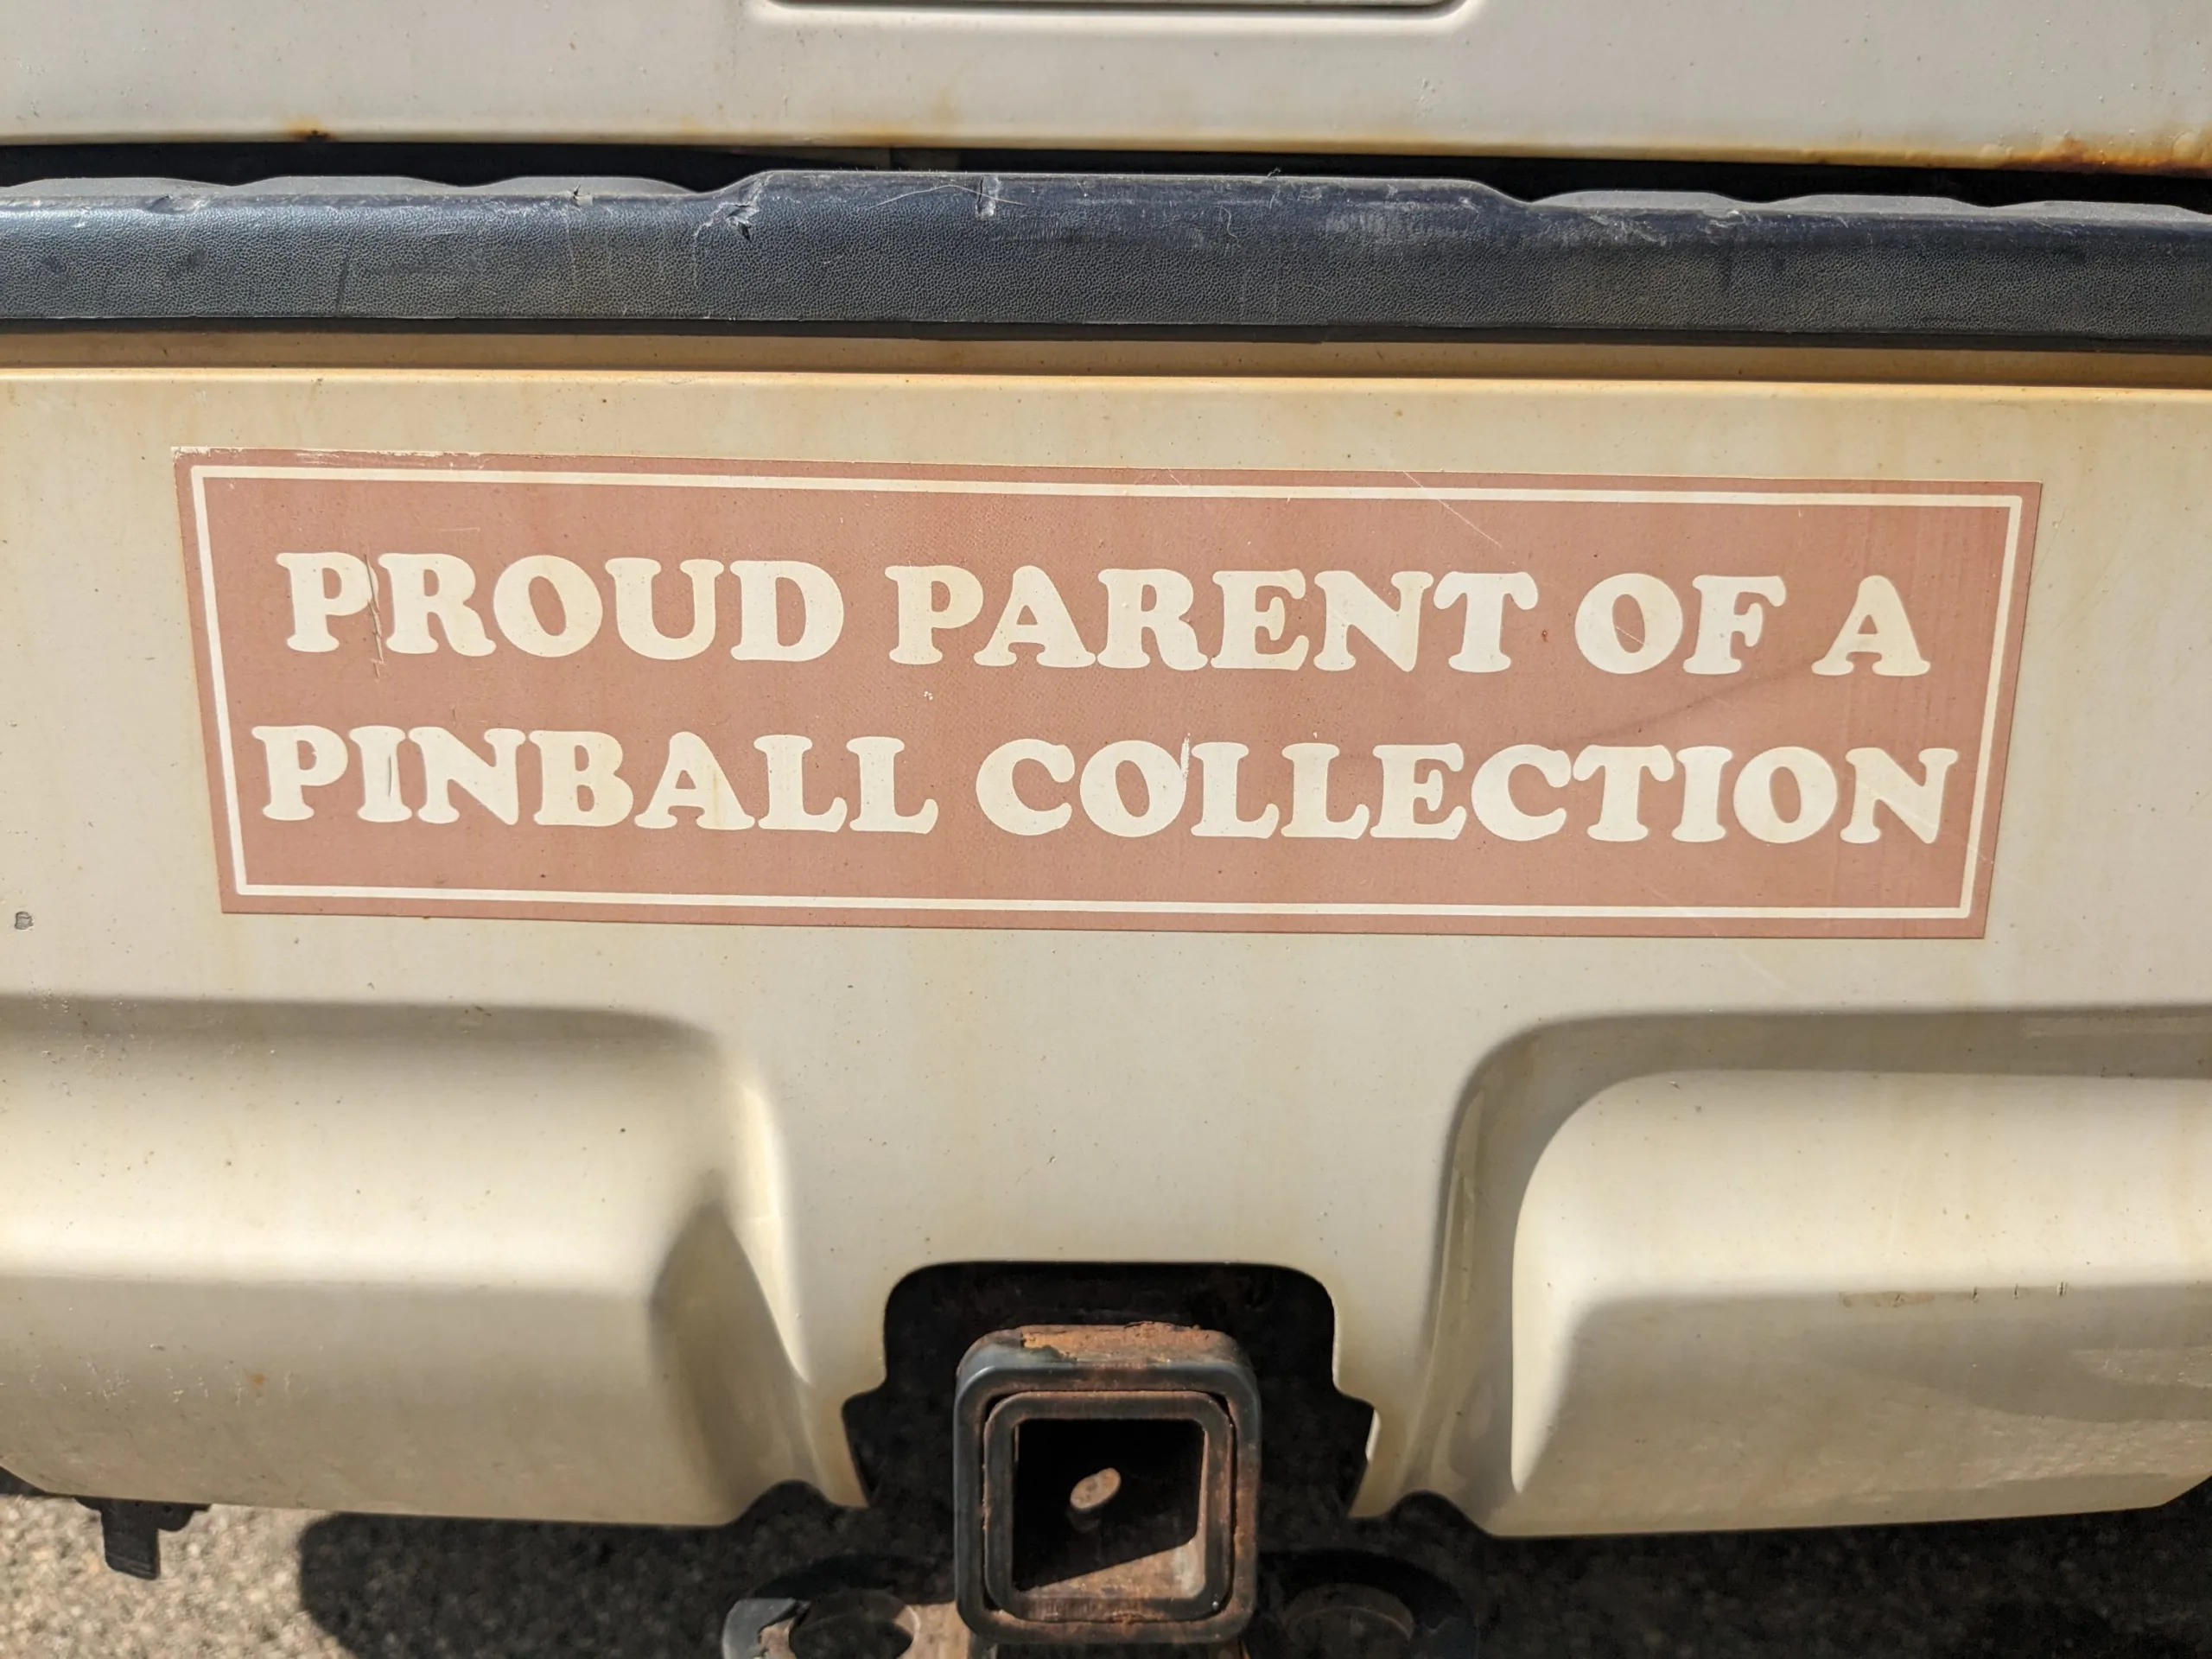 PROUD PARENT OF A
PINBALL COLLECTION